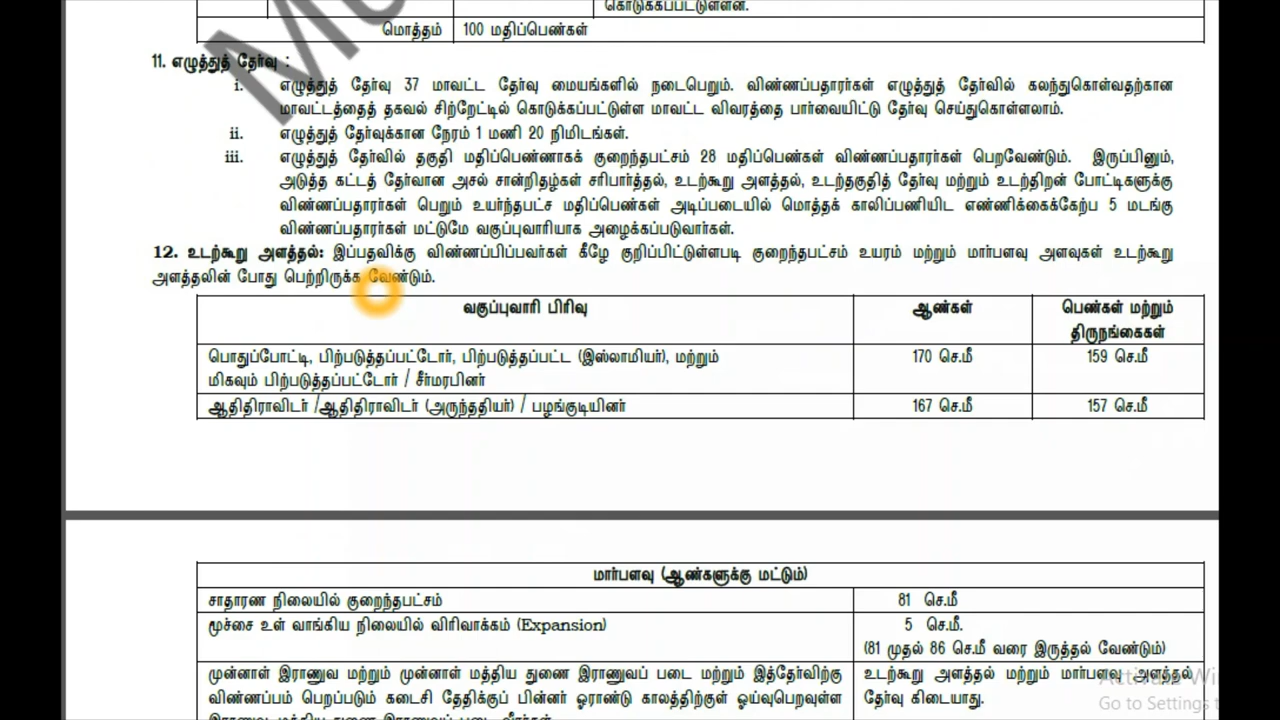 கொடுக்கப்பட்டுள்ளன.
மொத்தம் 100 மதிப்பெண்கள்
11. எழுத்துத் தேர்வு :
i. எழுத்துத் தேர்வு 37 மாவட்ட தேர்வு மையங்களில் நடைபெறும். விண்ணப்பதாரர்கள் எழுத்துத் தேர்வில் கலந்துகொள்வதற்கான
மாவட்டத்தைத் தகவல் சிற்றேட்டில் கொடுக்கப்பட்டுள்ள மாவட்ட விவரத்தை பார்வையிட்டு தேர்வு செய்துகொள்ளலாம்.
ii. எழுத்துத் தேர்வுக்கான நேரம் 1 மணி 20 நிமிடங்கள்.
iii. எழுத்துத் தேர்வில் தகுதி மதிப்பெண்ணாகக் குறைந்தபட்சம் 28 மதிப்பெண்கள் விண்ணப்பதாரர்கள் பெறவேண்டும். இருப்பினும்,
அடுத்த கட்டத் தேர்வான அசல் சான்றிதழ்கள் சரிபார்த்தல், உடற்கூறு அளத்தல், உடற்தகுதித் தேர்வு மற்றும் உடற்திறன் போட்டிகளுக்கு
விண்ணப்பதாரர்கள் பெறும் உயர்ந்தபட்ச மதிப்பெண்கள் அடிப்படையில் மொத்தக் காலிப்பணியிட எண்ணிக்கைக்கேற்ப 5 மடங்கு
விண்ணப்பதாரர்கள் மட்டுமே வகுப்புவாரியாக அழைக்கப்படுவார்கள்.
12. உடற்கூறு அளத்தல்: இப்பதவிக்கு விண்ணப்பிப்பவர்கள் கீழே குறிப்பிட்டுள்ளபடி குறைந்தபட்சம் உயரம் மற்றும் மார்பளவு அளவுகள் உடற்கூறு
அளத்தலின் போது பெற்றிருக்க வேண்டும்.
வகுப்புவாரி பிரிவு ஆண்கள் பெண்கள் மற்றும்
திருநங்கைகள்
பொதுப்போட்டி, பிற்படுத்தப்பட்டோர், பிற்படுத்தப்பட்ட (இஸ்லாமியர்), மற்றும் 170 செ.மீ 159 செ.மீ
மிகவும் பிற்படுத்தப்பட்டோர் / சீர்மரபினர்
ஆதிதிராவிடர் /ஆதிதிராவிடர் (அருந்ததியர்) / பழங்குடியினர் 167 செ.மீ 157 செ.மீ
மார்பளவு (ஆண்களுக்கு மட்டும்)
சாதாரண நிலையில் குறைந்தபட்சம் 81 செ.மீ
மூச்சை உள் வாங்கிய நிலையில் விரிவாக்கம் (Expansion) 5 செ.மீ.
(81 முதல் 86 செ.மீ வரை இருத்தல் வேண்டும்)
முன்னாள் இராணுவ மற்றும் முன்னாள் மத்திய துணை இராணுவப் படை மற்றும் இத்தேர்விற்கு உடற்கூறு அளத்தல் மற்றும் மார்பளவு அளத்தல்
விண்ணப்பம் பெறப்படும் கடைசி தேதிக்குப் பின்னர் ஓராண்டு காலத்திற்குள் ஓய்வுபெறவுள்ள தேர்வு கிடையாது.
Go to Settings t